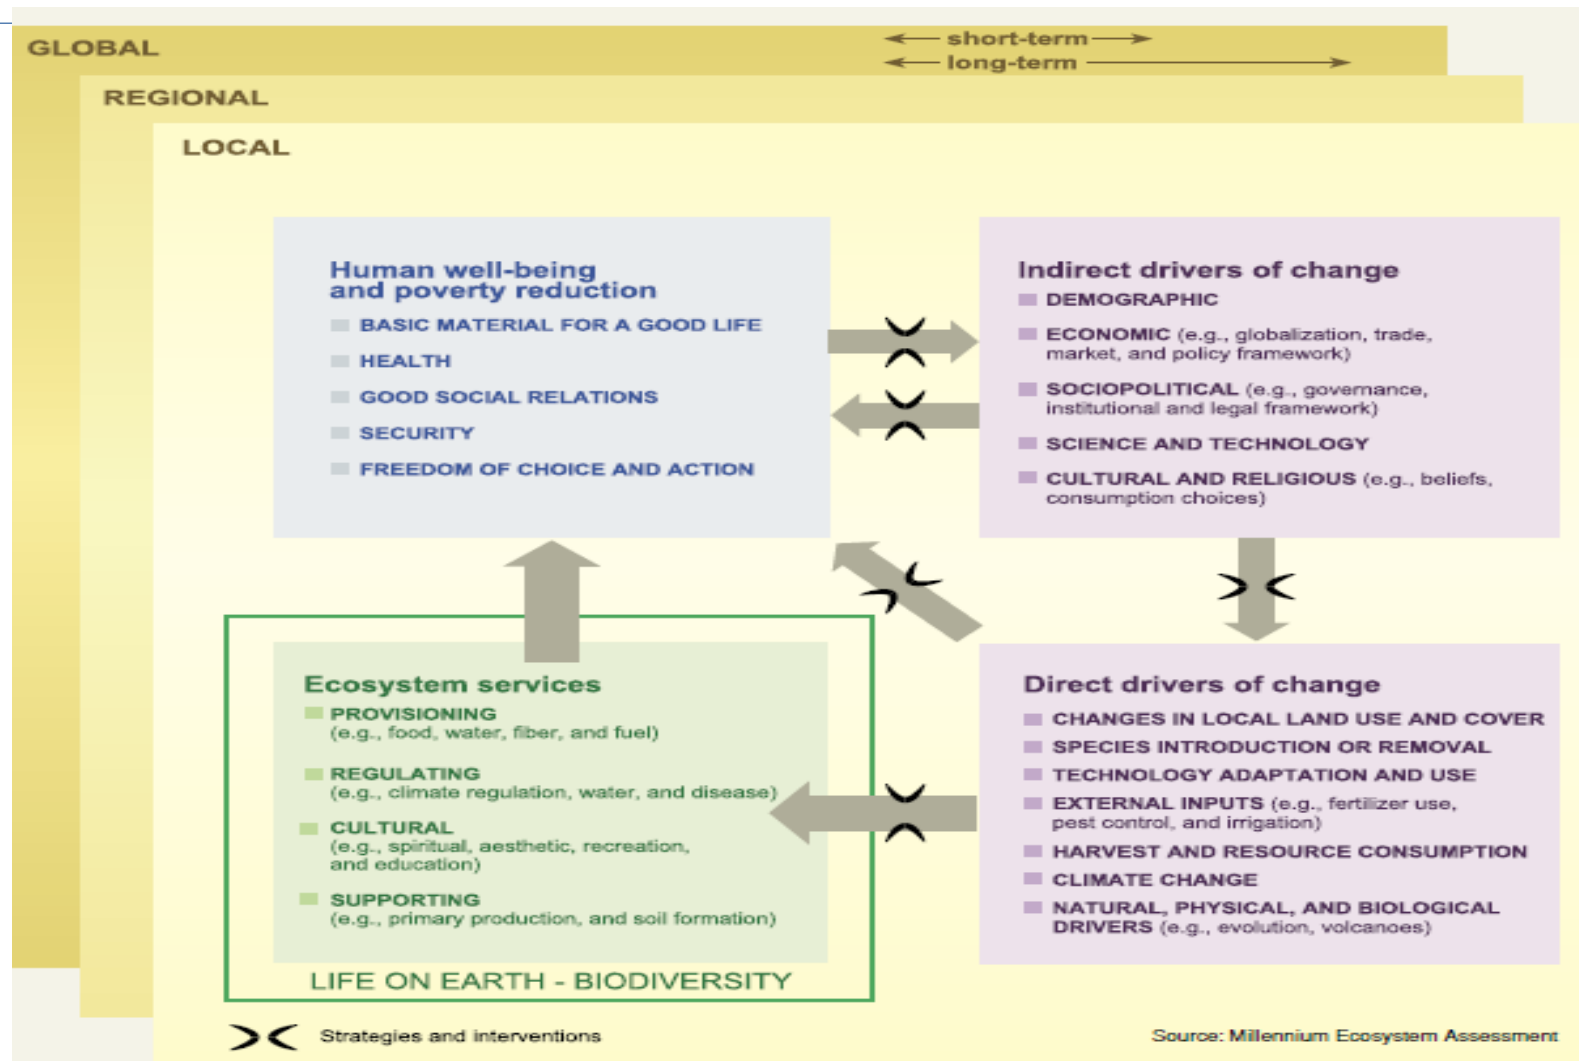 GLOBAL
short-term
long-term
REGIONAL
LOCAL
Human well-being
and poverty reduction
BASIC MATERIAL FOR A GOOD LIFE
HEALTH
GOOD SOCIAL RELATIONS
SECURITY
FREEDOM OF CHOICE AND ACTION
Indirect drivers of change
DEMOGRAPHIC
ECONOMIC (e.g., globalization, trade,
market, and policy framework)
SOCIOPOLITICAL (e.g., governance,
institutional and legal framework)
SCIENCE AND TECHNOLOGY
CULTURAL AND RELIGIOUS (e.g., beliefs,
consumption choices)
Ecosystem services
PROVISIONING
(e.g., food, water, fiber, and fuel)
REGULATING
(e.g., climate regulation, water, and disease)
CULTURAL
(e.g., spiritual, aesthetic, recreation,
and education)
SUPPORTING
(e.g., primary production, and soil formation)
LIFE ON EARTH - BIODIVERSITY
Direct drivers of change
CHANGES IN LOCAL LAND USE AND COVER
SPECIES INTRODUCTION OR REMOVAL
TECHNOLOGY ADAPTATION AND USE
EXTERNAL INPUTS (e.g., fertilizer use,
pest control, and irrigation)
HARVEST AND RESOURCE CONSUMPTION
CLIMATE CHANGE
NATURAL, PHYSICAL, AND BIOLOGICAL
DRIVERS (e.g., evolution, volcanoes)
Strategies and interventions
Source: Millennium Ecosystem Assessment